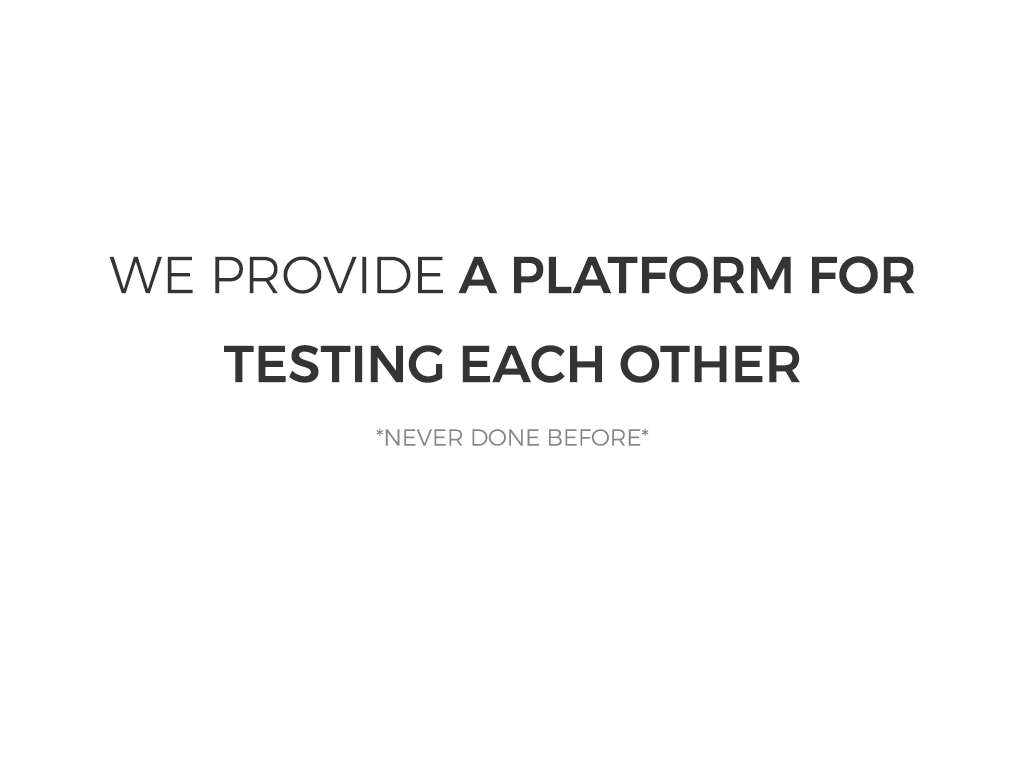 WE PROVIDE A PLATFORM FOR
TESTING EACH OTHER
*NEVER DONE BEFORE*